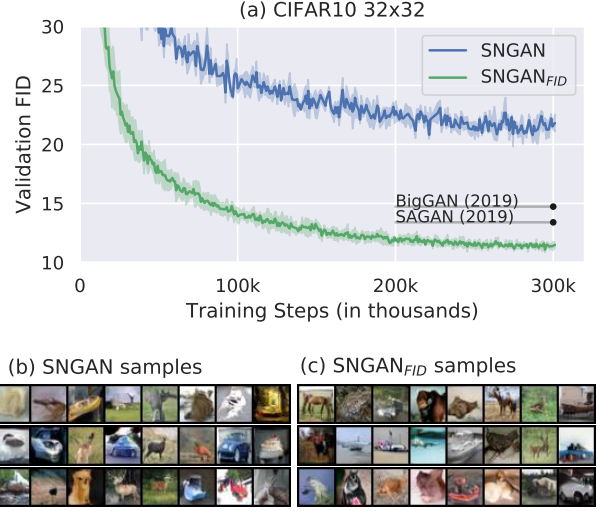 (a) CIFAR10 32x32
30
25
20
15
10
Validation FID
SNGAN
SNGAN_FID
BigGAN (2019)
SAGAN (2019)
0
100k
200k
300k
Training Steps (in thousands)
(b) SNGAN samples
(c) SNGAN_FID samples